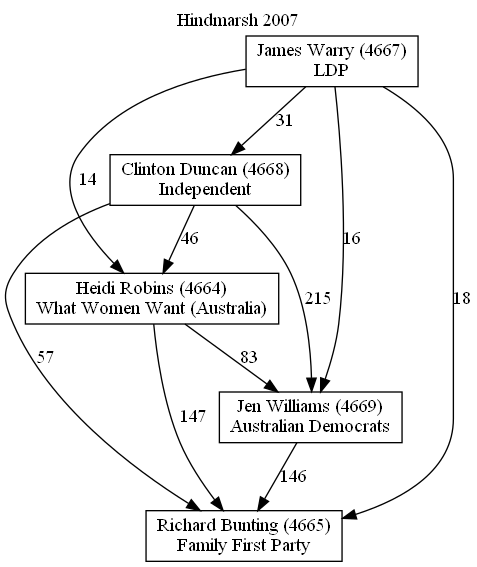 Hindmarsh 2007
James Warry (4667)
LDP
31
Clinton Duncan (4668)
Independent
14
46
16
Heidi Robins (4664)
What Women Want (Australia)
215
18
57
83
Jen Williams (4669)
Australian Democrats
147
146
Richard Bunting (4665)
Family First Party